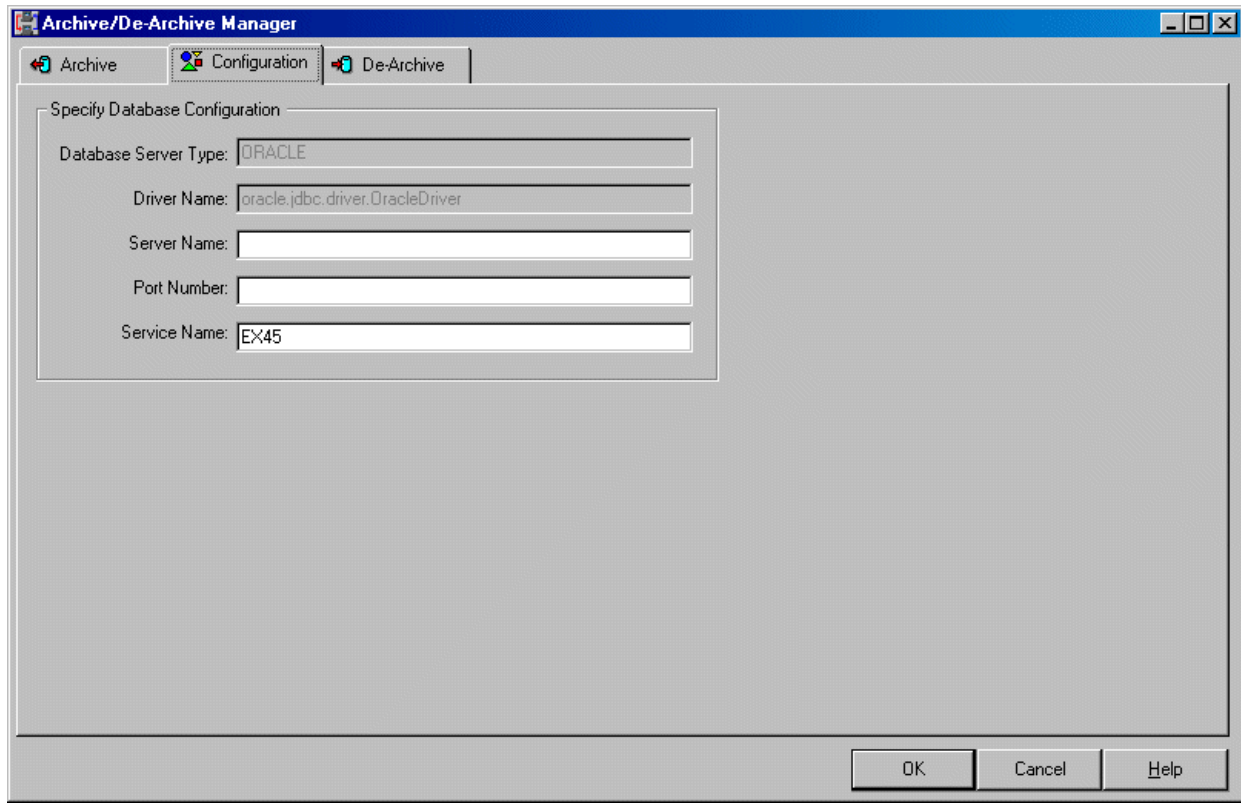 Archive/De-Archive Manager
Archive Configuration De-Archive
Specify Database Configuration
Database Server Type: ORACLE
Driver Name: oracle.jdbc.driver.OracleDriver
Server Name:
Port Number:
Service Name: EX45
OK Cancel Help